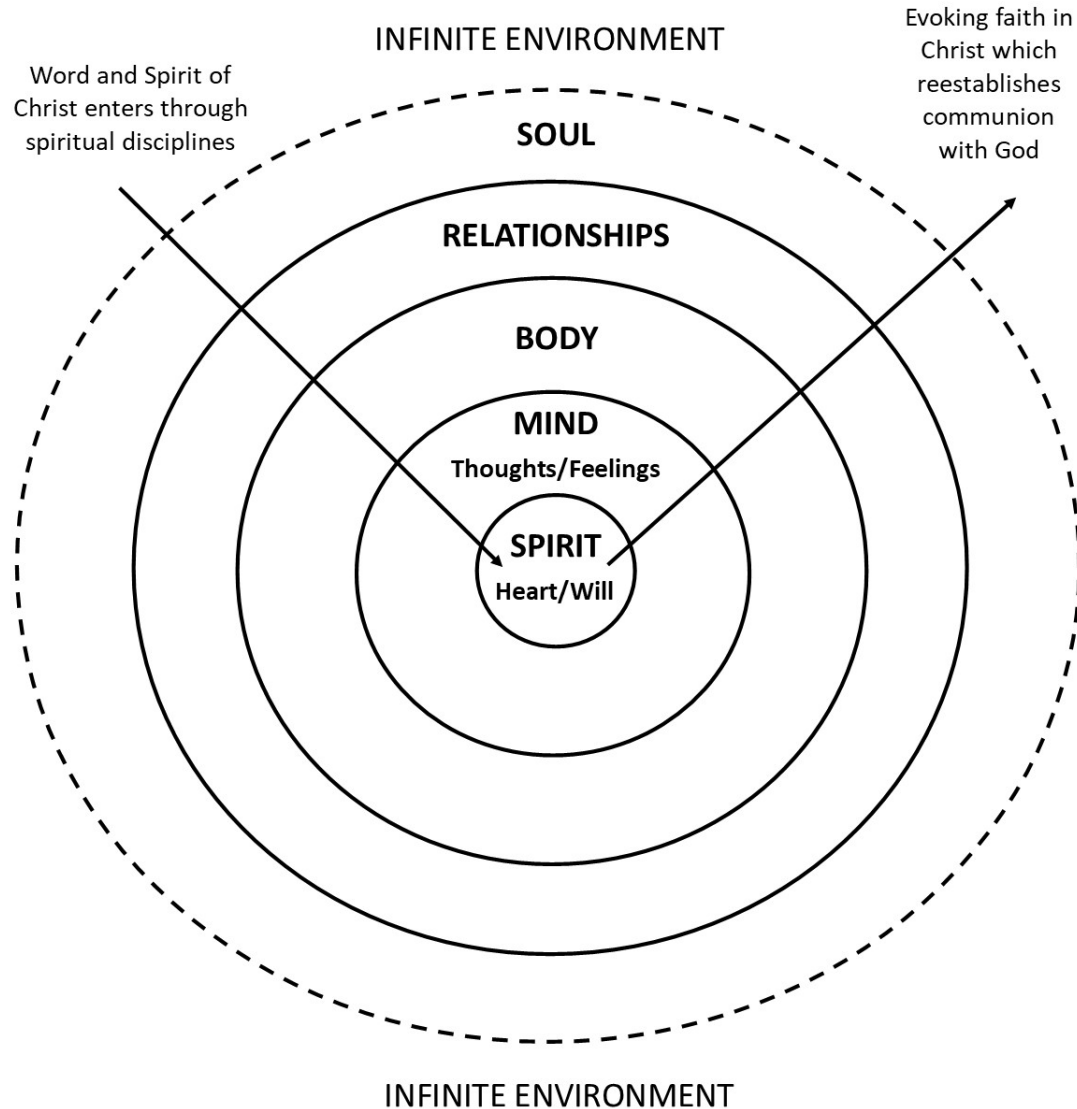 INFINITE ENVIRONMENT
Word and Spirit of
Christ enters through
spiritual disciplines
Evoking faith in
Christ which
reestablishes
communion
with God
SOUL
RELATIONSHIPS
BODY
MIND
Thoughts/Feelings
SPIRIT
Heart/Will
INFINITE ENVIRONMENT